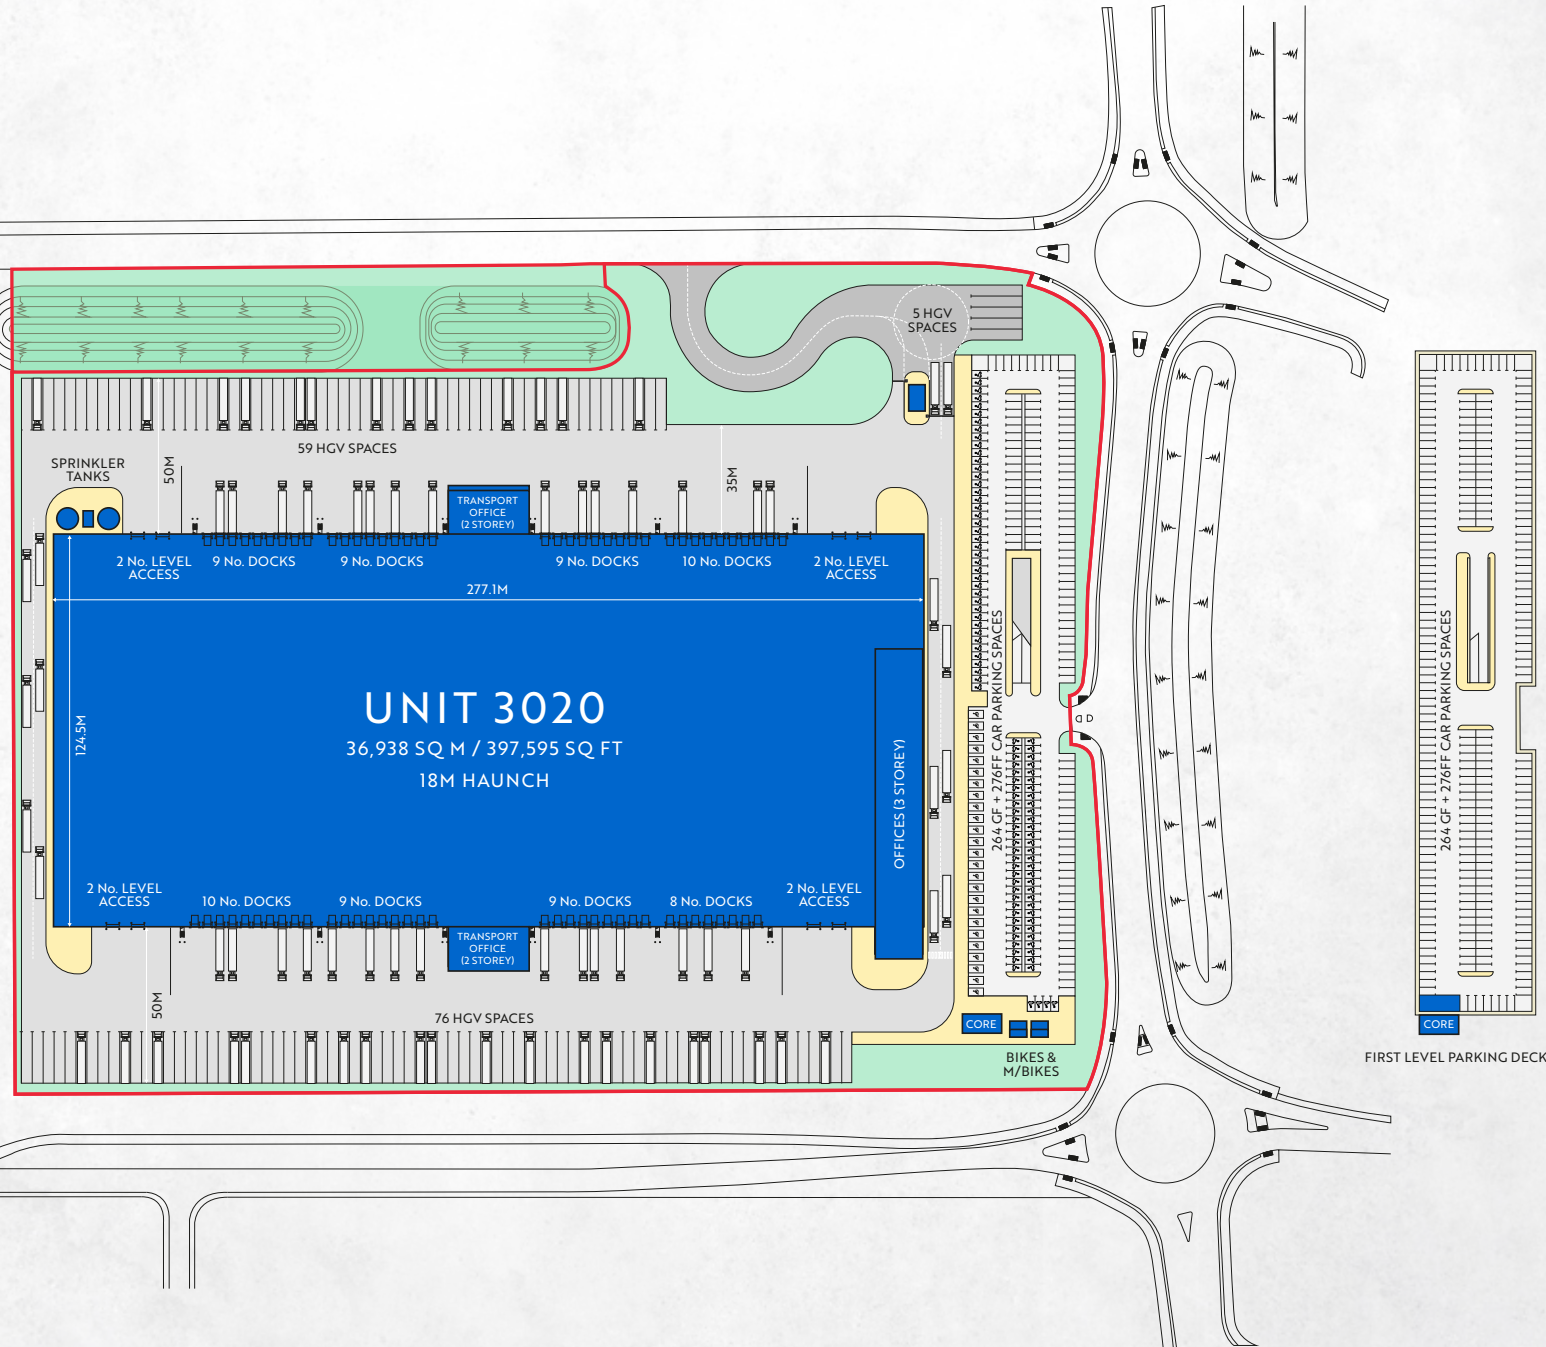 5 HGV
SPACES
59 HGV SPACES
SPRINKLER
TANKS
50M
35M
TRANSPORT
OFFICE
(2 STOREY)
2 No. LEVEL
ACCESS
9 No. DOCKS
9 No. DOCKS
9 No. DOCKS
10 No. DOCKS
2 No. LEVEL
ACCESS
277.1M
124.5M
UNIT 3020
36,938 SQ M / 397,595 SQ FT
18M HAUNCH
OFFICES (3 STOREY)
264 GF + 276FF CAR PARKING SPACES
264 GF + 276FF CAR PARKING SPACES
2 No. LEVEL
ACCESS
10 No. DOCKS
9 No. DOCKS
9 No. DOCKS
8 No. DOCKS
2 No. LEVEL
ACCESS
TRANSPORT
OFFICE
(2 STOREY)
50M
76 HGV SPACES
CORE
BIKES &
M/BIKES
CORE
FIRST LEVEL PARKING DECK